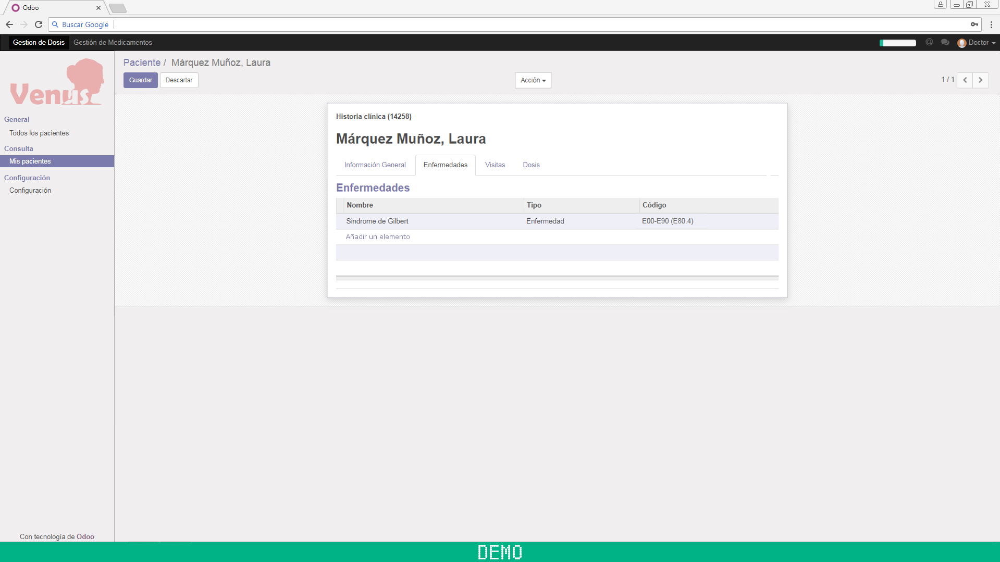 Odoo
Buscar Google
Gestion de Dosis Gestión de Medicamentos
Doctor
Venus
Paciente / Márquez Muñoz, Laura
Guardar Descartar
Acción
1 / 1
General
Todos los pacientes
Consulta
Mis pacientes
Configuración
Configuración
Historia clínica (14258)
Márquez Muñoz, Laura
Información General Enfermedades Visitas Dosis
Enfermedades
Nombre Tipo Código
Sindrome de Gilbert Enfermedad E00-E90 (E80.4)
Añadir un elemento
Con tecnología de Odoo
DEMO